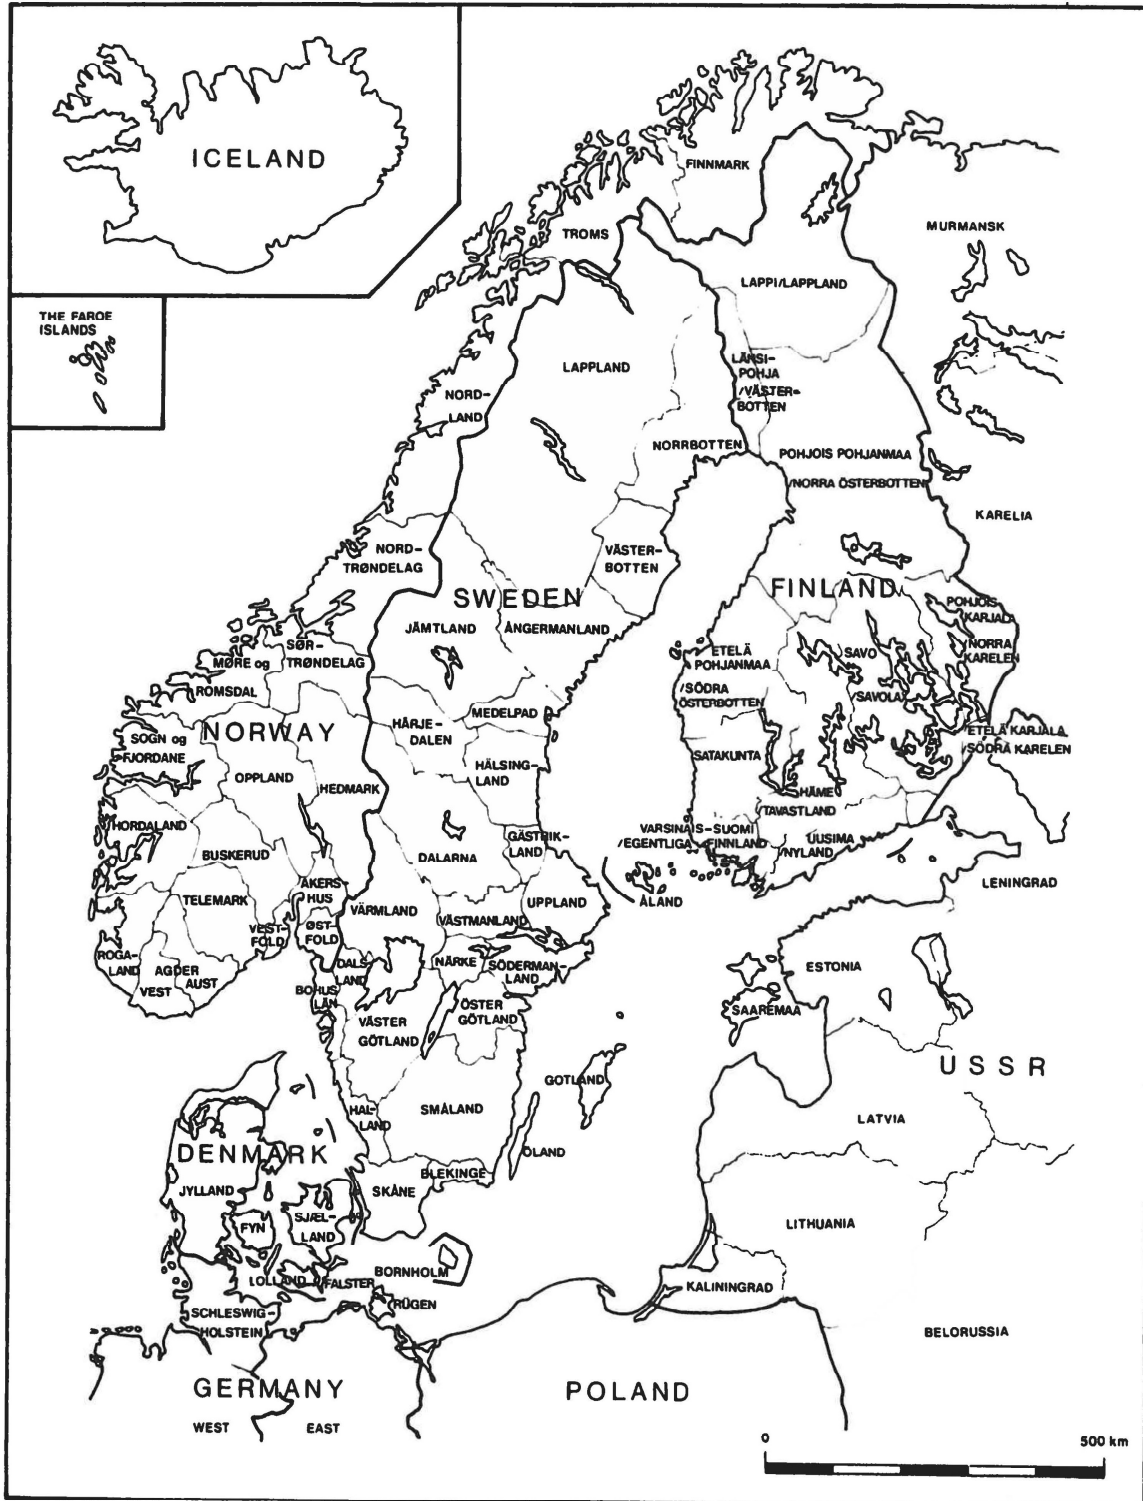 ICELAND
THE FAROE
ISLANDS
FINNMARK
TROMS
MURMANSK
LAPPI/LAPPLAND
LAPPLAND
LÄNSI-
POHJA
/VÄSTER-
BOTTEN
NORD-
LAND
NORRBOTTEN
POHJOIS POHJANMAA
/NORRA ÖSTERBOTTEN
KARELIA
NORD-
TRØNDELAG
VÄSTER-
BOTTEN
SWEDEN
FINLAND
POHJOIS
KARJALA
/NORRA
KARELEN
JÄMTLAND
ÅNGERMANLAND
SØR-
TRØNDELAG
MØRE og
ROMSDAL
ETELÄ
POHJANMAA
/SÖDRA
ÖSTERBOTTEN
SAVO
/SAVOLAX
MEDELPAD
HÄRJE-
DALEN
NORWAY
SOGN og
FJORDANE
ETELÄ KARJALA
SÖDRA KARELEN
SATAKUNTA
HÄLSING-
LAND
OPPLAND
HEDMARK
HÄME
/TAVASTLAND
HORDALAND
BUSKERUD
DALARNA
GÄSTRIK-
LAND
VARSINAIS-SUOMI
/EGENTLIGA FINNLAND
UUSIMA
/NYLAND
LENINGRAD
ÅLAND
AKERS-
HUS
TELEMARK
VÄRMLAND
VÄSTMANLAND
UPPLAND
VEST-
FOLD
ØST-
FOLD
ROGA-
LAND
AGDER
VEST
AUST
DALS
LAND
NÄRKE
SÖDERMAN-
LAND
ESTONIA
BOHUS
LÄN
SAAREMAA
VÄSTER
GÖTLAND
ÖSTER
GÖTLAND
USSR
GOTLAND
HAL-
LAND
SMÅLAND
LATVIA
ÖLAND
DENMARK
BLEKINGE
SKÅNE
JYLLAND
FYN
SJÆL-
LAND
LITHUANIA
BORNHOLM
LOLLAND
FALSTER
RÜGEN
KALININGRAD
SCHLESWIG-
HOLSTEIN
BELORUSSIA
GERMANY
WEST
EAST
POLAND
0
500 km